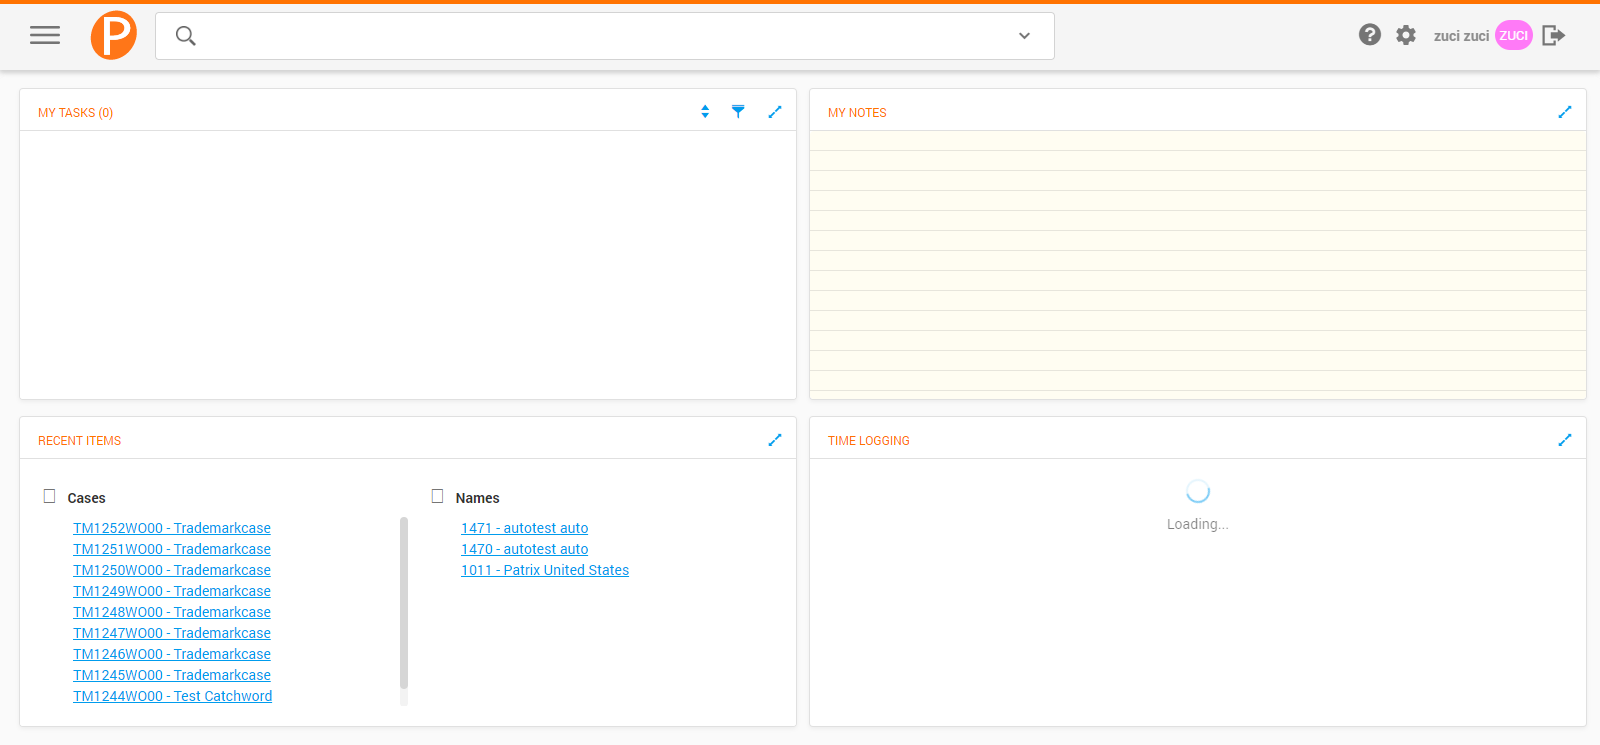 P
zuci zuci ZUCI
MY TASKS (0)
MY NOTES
RECENT ITEMS
Cases
TM1252WO00 - Trademarkcase
TM1251WO00 - Trademarkcase
TM1250WO00 - Trademarkcase
TM1249WO00 - Trademarkcase
TM1248WO00 - Trademarkcase
TM1247WO00 - Trademarkcase
TM1246WO00 - Trademarkcase
TM1245WO00 - Trademarkcase
TM1244WO00 - Test Catchword
Names
1471 - autotest auto
1470 - autotest auto
1011 - Patrix United States
TIME LOGGING
Loading...